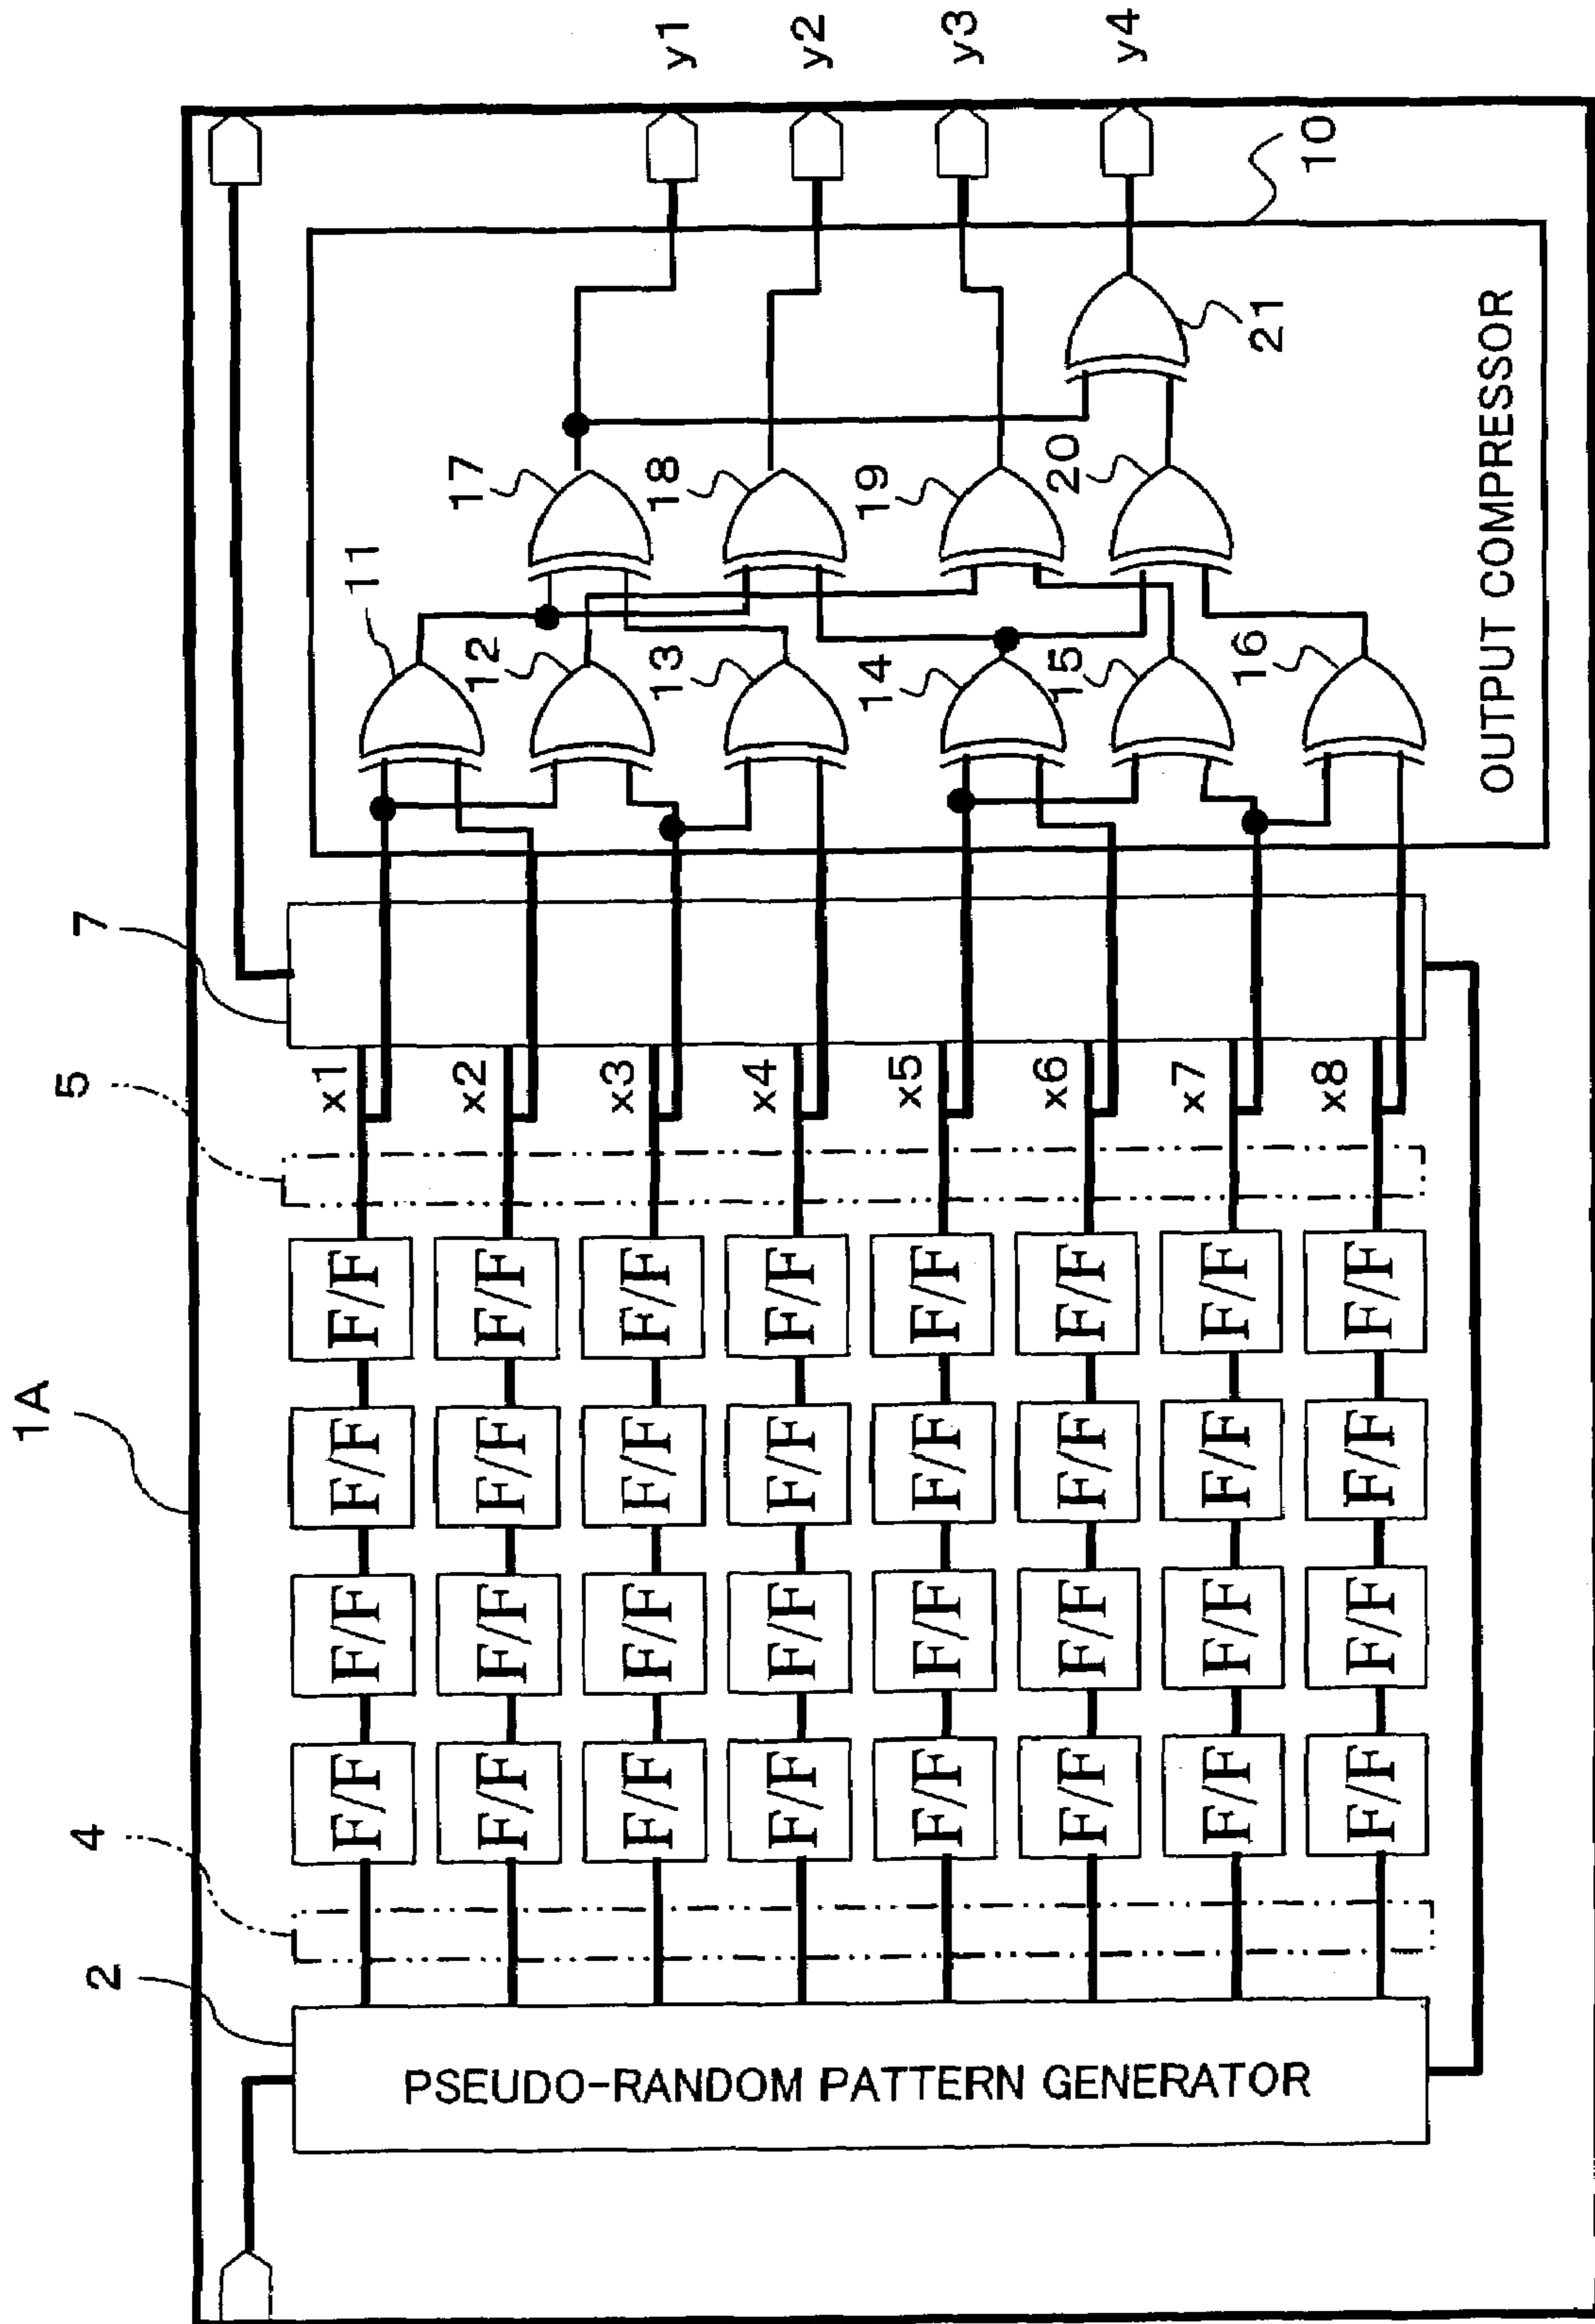 1A
2
PSEUDO-RANDOM PATTERN GENERATOR
4
F/F F/F F/F F/F
F/F F/F F/F F/F
F/F F/F F/F F/F
F/F F/F F/F F/F
F/F F/F F/F F/F
F/F F/F F/F F/F
F/F F/F F/F F/F
F/F F/F F/F F/F
5
x1
x2
x3
x4
x5
x6
x7
x8
7
11
12
13
14
15
16
17
18
19
20
21
OUTPUT COMPRESSOR
10
y1
y2
y3
y4